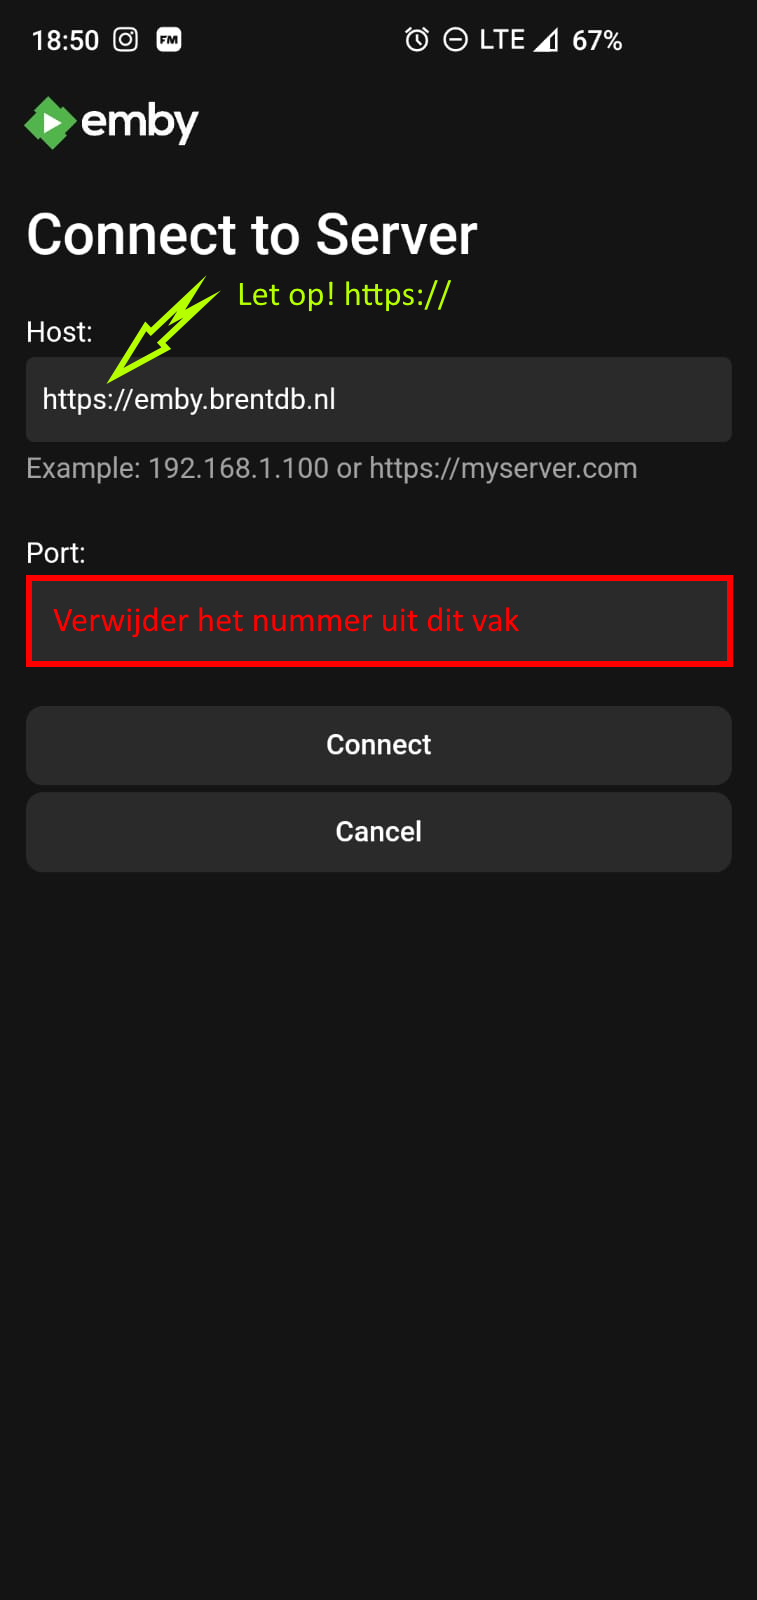 18:50 FM LTE 67%
emby
Connect to Server
Let op! https://
Host:
https://emby.brentdb.nl
Example: 192.168.1.100 or https://myserver.com
Port:
Verwijder het nummer uit dit vak
Connect
Cancel